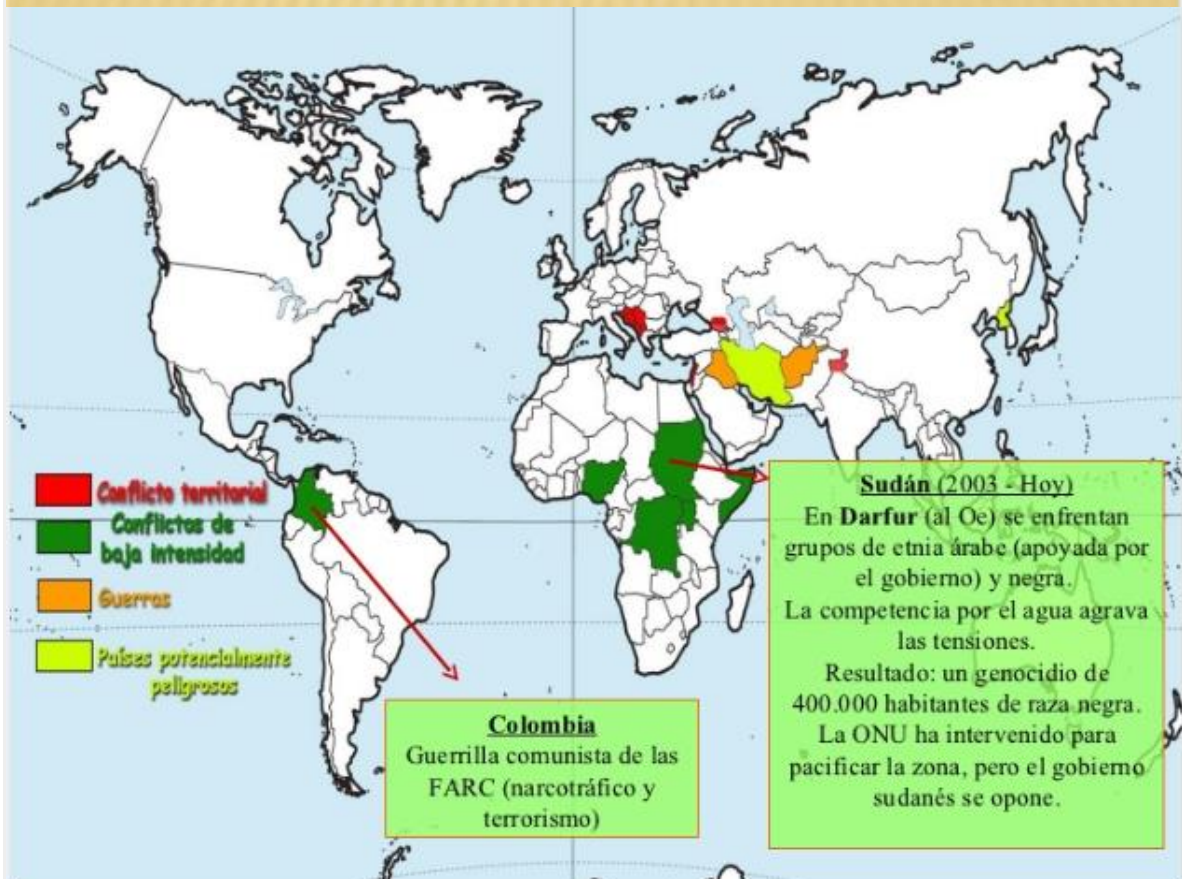 Conflicto territorial
Conflictos de
baja intensidad
Guerras
Países potencialmente
peligrosos
Colombia
Guerrilla comunista de las
FARC (narcotráfico y
terrorismo)
Sudán (2003 - Hoy)
En Darfur (al Oe) se enfrentan
grupos de etnia árabe (apoyada por
el gobierno) y negra.
La competencia por el agua agrava
las tensiones.
Resultado: un genocidio de
400.000 habitantes de raza negra.
La ONU ha intervenido para
pacificar la zona, pero el gobierno
sudanés se opone.